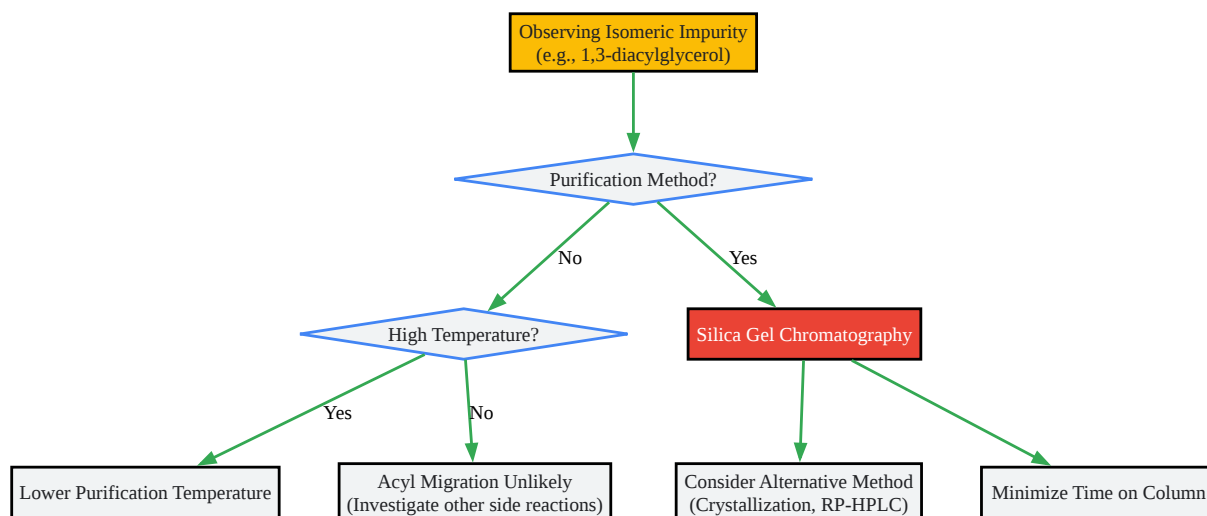 Observing Isomeric Impurity
(e.g., 1,3-diacylglycerol)
Purification Method?
No
Yes
High Temperature?
Silica Gel Chromatography
Yes
No
Lower Purification Temperature
Acyl Migration Unlikely
(Investigate other side reactions)
Consider Alternative Method
(Crystallization, RP-HPLC)
Minimize Time on Column